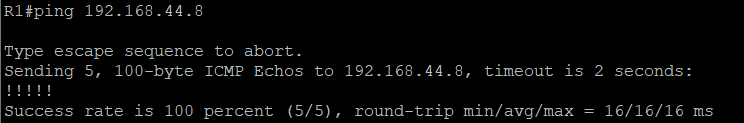 R1#ping 192.168.44.8
Type escape sequence to abort.
Sending 5, 100-byte ICMP Echos to 192.168.44.8, timeout is 2 seconds:
!!!!!
Success rate is 100 percent (5/5), round-trip min/avg/max = 16/16/16 ms